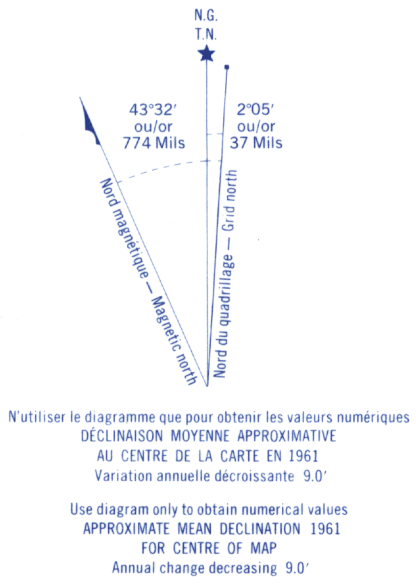 N.G.
T.N.
43°32′
ou/or
774 Mils
2°05′
ou/or
37 Mils
Nord magnétique — Magnetic north
Nord du quadrillage — Grid north
N'utiliser le diagramme que pour obtenir les valeurs numériques
DÉCLINAISON MOYENNE APPROXIMATIVE
AU CENTRE DE LA CARTE EN 1961
Variation annuelle décroissante 9.0′
Use diagram only to obtain numerical values
APPROXIMATE MEAN DECLINATION 1961
FOR CENTRE OF MAP
Annual change decreasing 9.0′